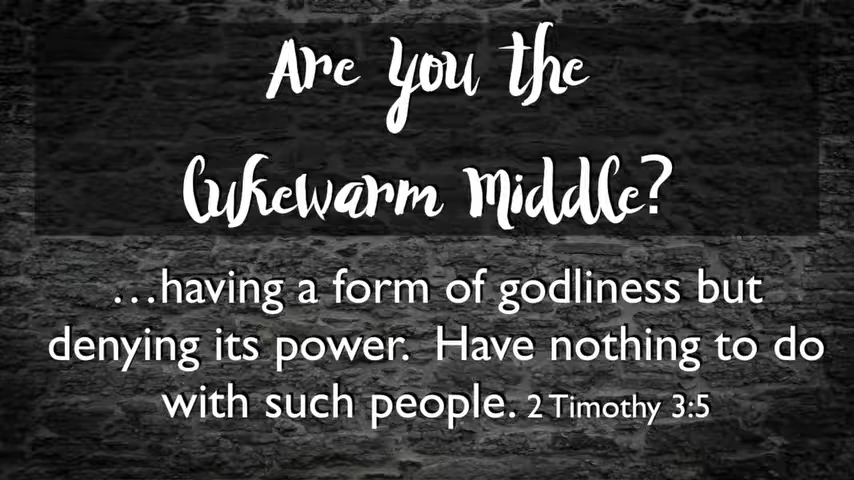 Are you the
Lukewarm Middle?
...having a form of godliness but
denying its power. Have nothing to do
with such people. 2 Timothy 3:5